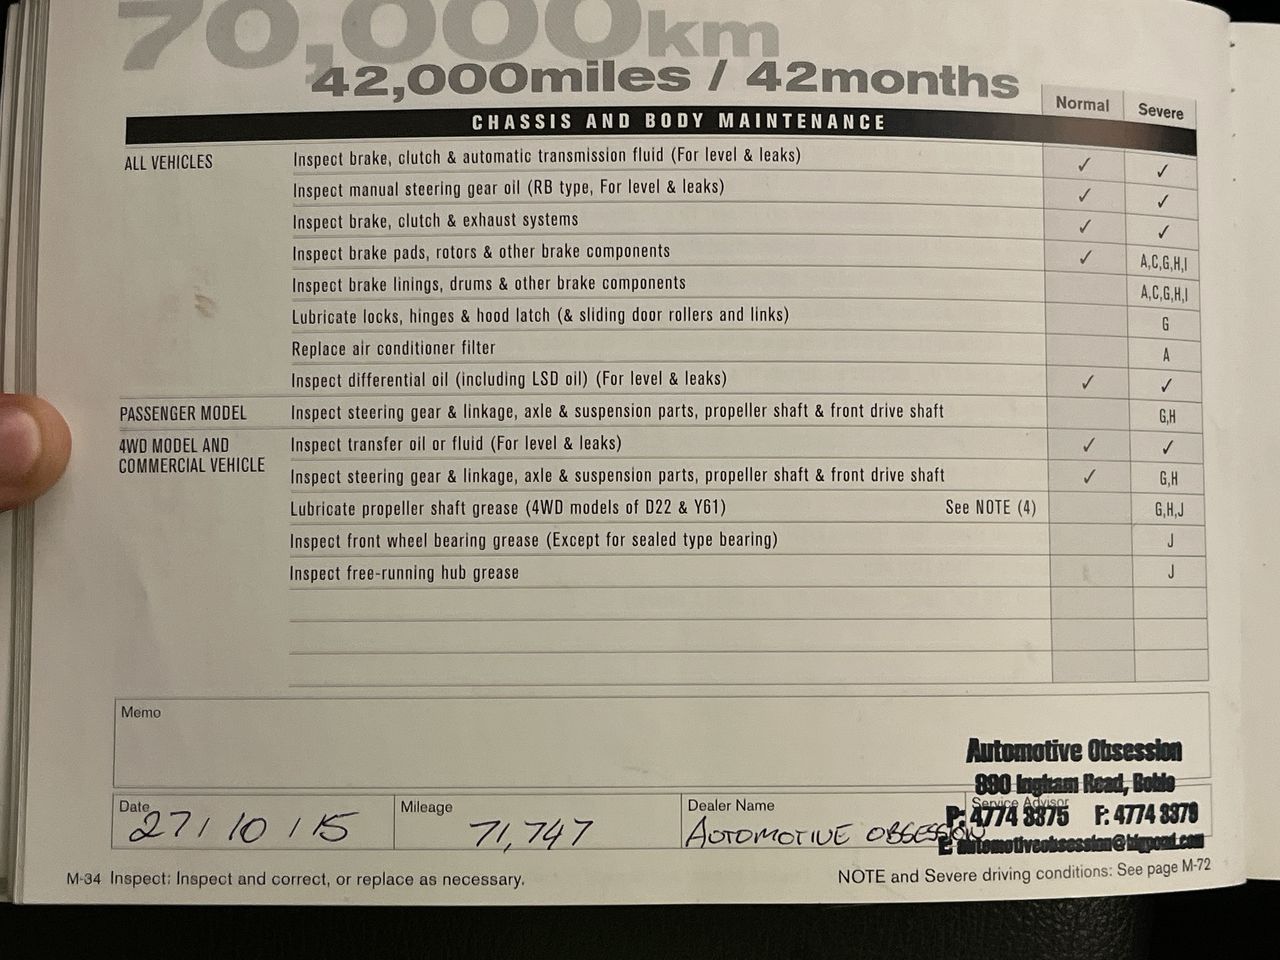 70,000km
42,000miles / 42months
Normal Severe
CHASSIS AND BODY MAINTENANCE
ALL VEHICLES Inspect brake, clutch & automatic transmission fluid (For level & leaks) ✓ ✓
Inspect manual steering gear oil (RB type, For level & leaks) ✓ ✓
Inspect brake, clutch & exhaust systems ✓ ✓
Inspect brake pads, rotors & other brake components ✓ A,C,G,H,I
Inspect brake linings, drums & other brake components A,C,G,H,I
Lubricate locks, hinges & hood latch (& sliding door rollers and links) G
Replace air conditioner filter A
Inspect differential oil (including LSD oil) (For level & leaks) ✓ ✓
PASSENGER MODEL Inspect steering gear & linkage, axle & suspension parts, propeller shaft & front drive shaft G,H
4WD MODEL AND Inspect transfer oil or fluid (For level & leaks) ✓ ✓
COMMERCIAL VEHICLE Inspect steering gear & linkage, axle & suspension parts, propeller shaft & front drive shaft ✓ G,H
Lubricate propeller shaft grease (4WD models of D22 & Y61) See NOTE (4) G,H,J
Inspect front wheel bearing grease (Except for sealed type bearing) J
Inspect free-running hub grease J
Memo
Automotive Obsession
890 Ingham Road, Bohle
Date Mileage Dealer Name Service Advisor
P: 4774 3375 F: 4774 3379
27/10/15 71,747 AUTOMOTIVE OBSESSION
E: automotiveobsession@bigpond.com
M-34 Inspect: Inspect and correct, or replace as necessary. NOTE and Severe driving conditions: See page M-72